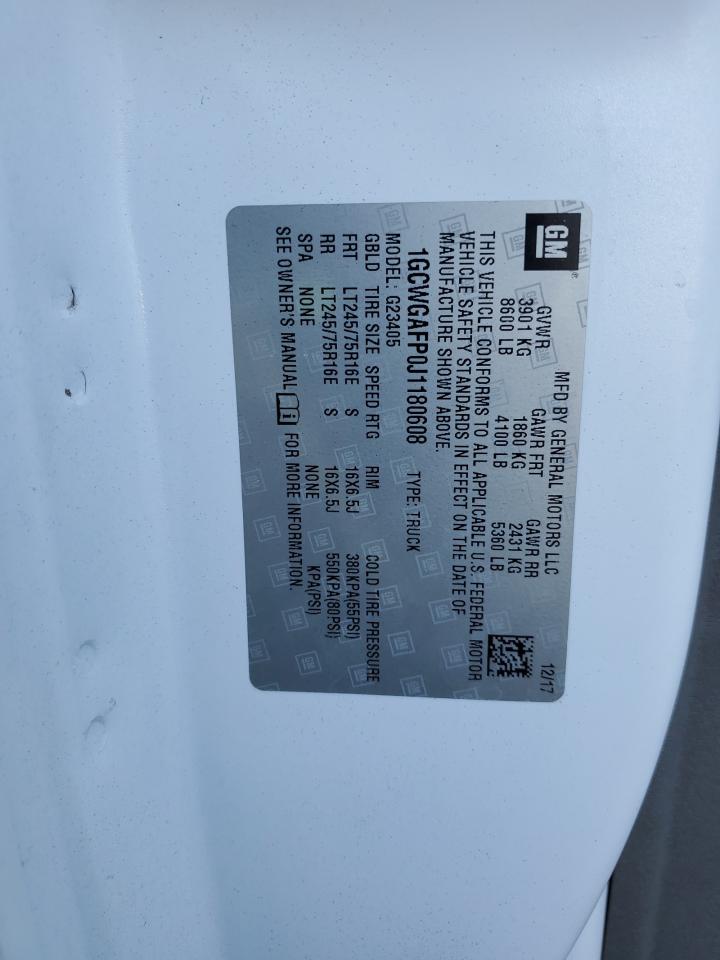 GM ®
MFD BY GENERAL MOTORS LLC 12/17
GVWR GAWR FRT GAWR RR
3901 KG 1860 KG 2431 KG
8600 LB 4100 LB 5360 LB
THIS VEHICLE CONFORMS TO ALL APPLICABLE U.S. FEDERAL MOTOR
VEHICLE SAFETY STANDARDS IN EFFECT ON THE DATE OF
MANUFACTURE SHOWN ABOVE.
1GCWGAFP0J1180608 TYPE: TRUCK
MODEL: G23405
GBLD TIRE SIZE SPEED RTG RIM COLD TIRE PRESSURE
FRT LT245/75R16E S 16X6.5J 380KPA(55PSI)
RR LT245/75R16E S 16X6.5J 550KPA(80PSI)
SPA NONE NONE KPA(PSI)
SEE OWNER'S MANUAL i FOR MORE INFORMATION.